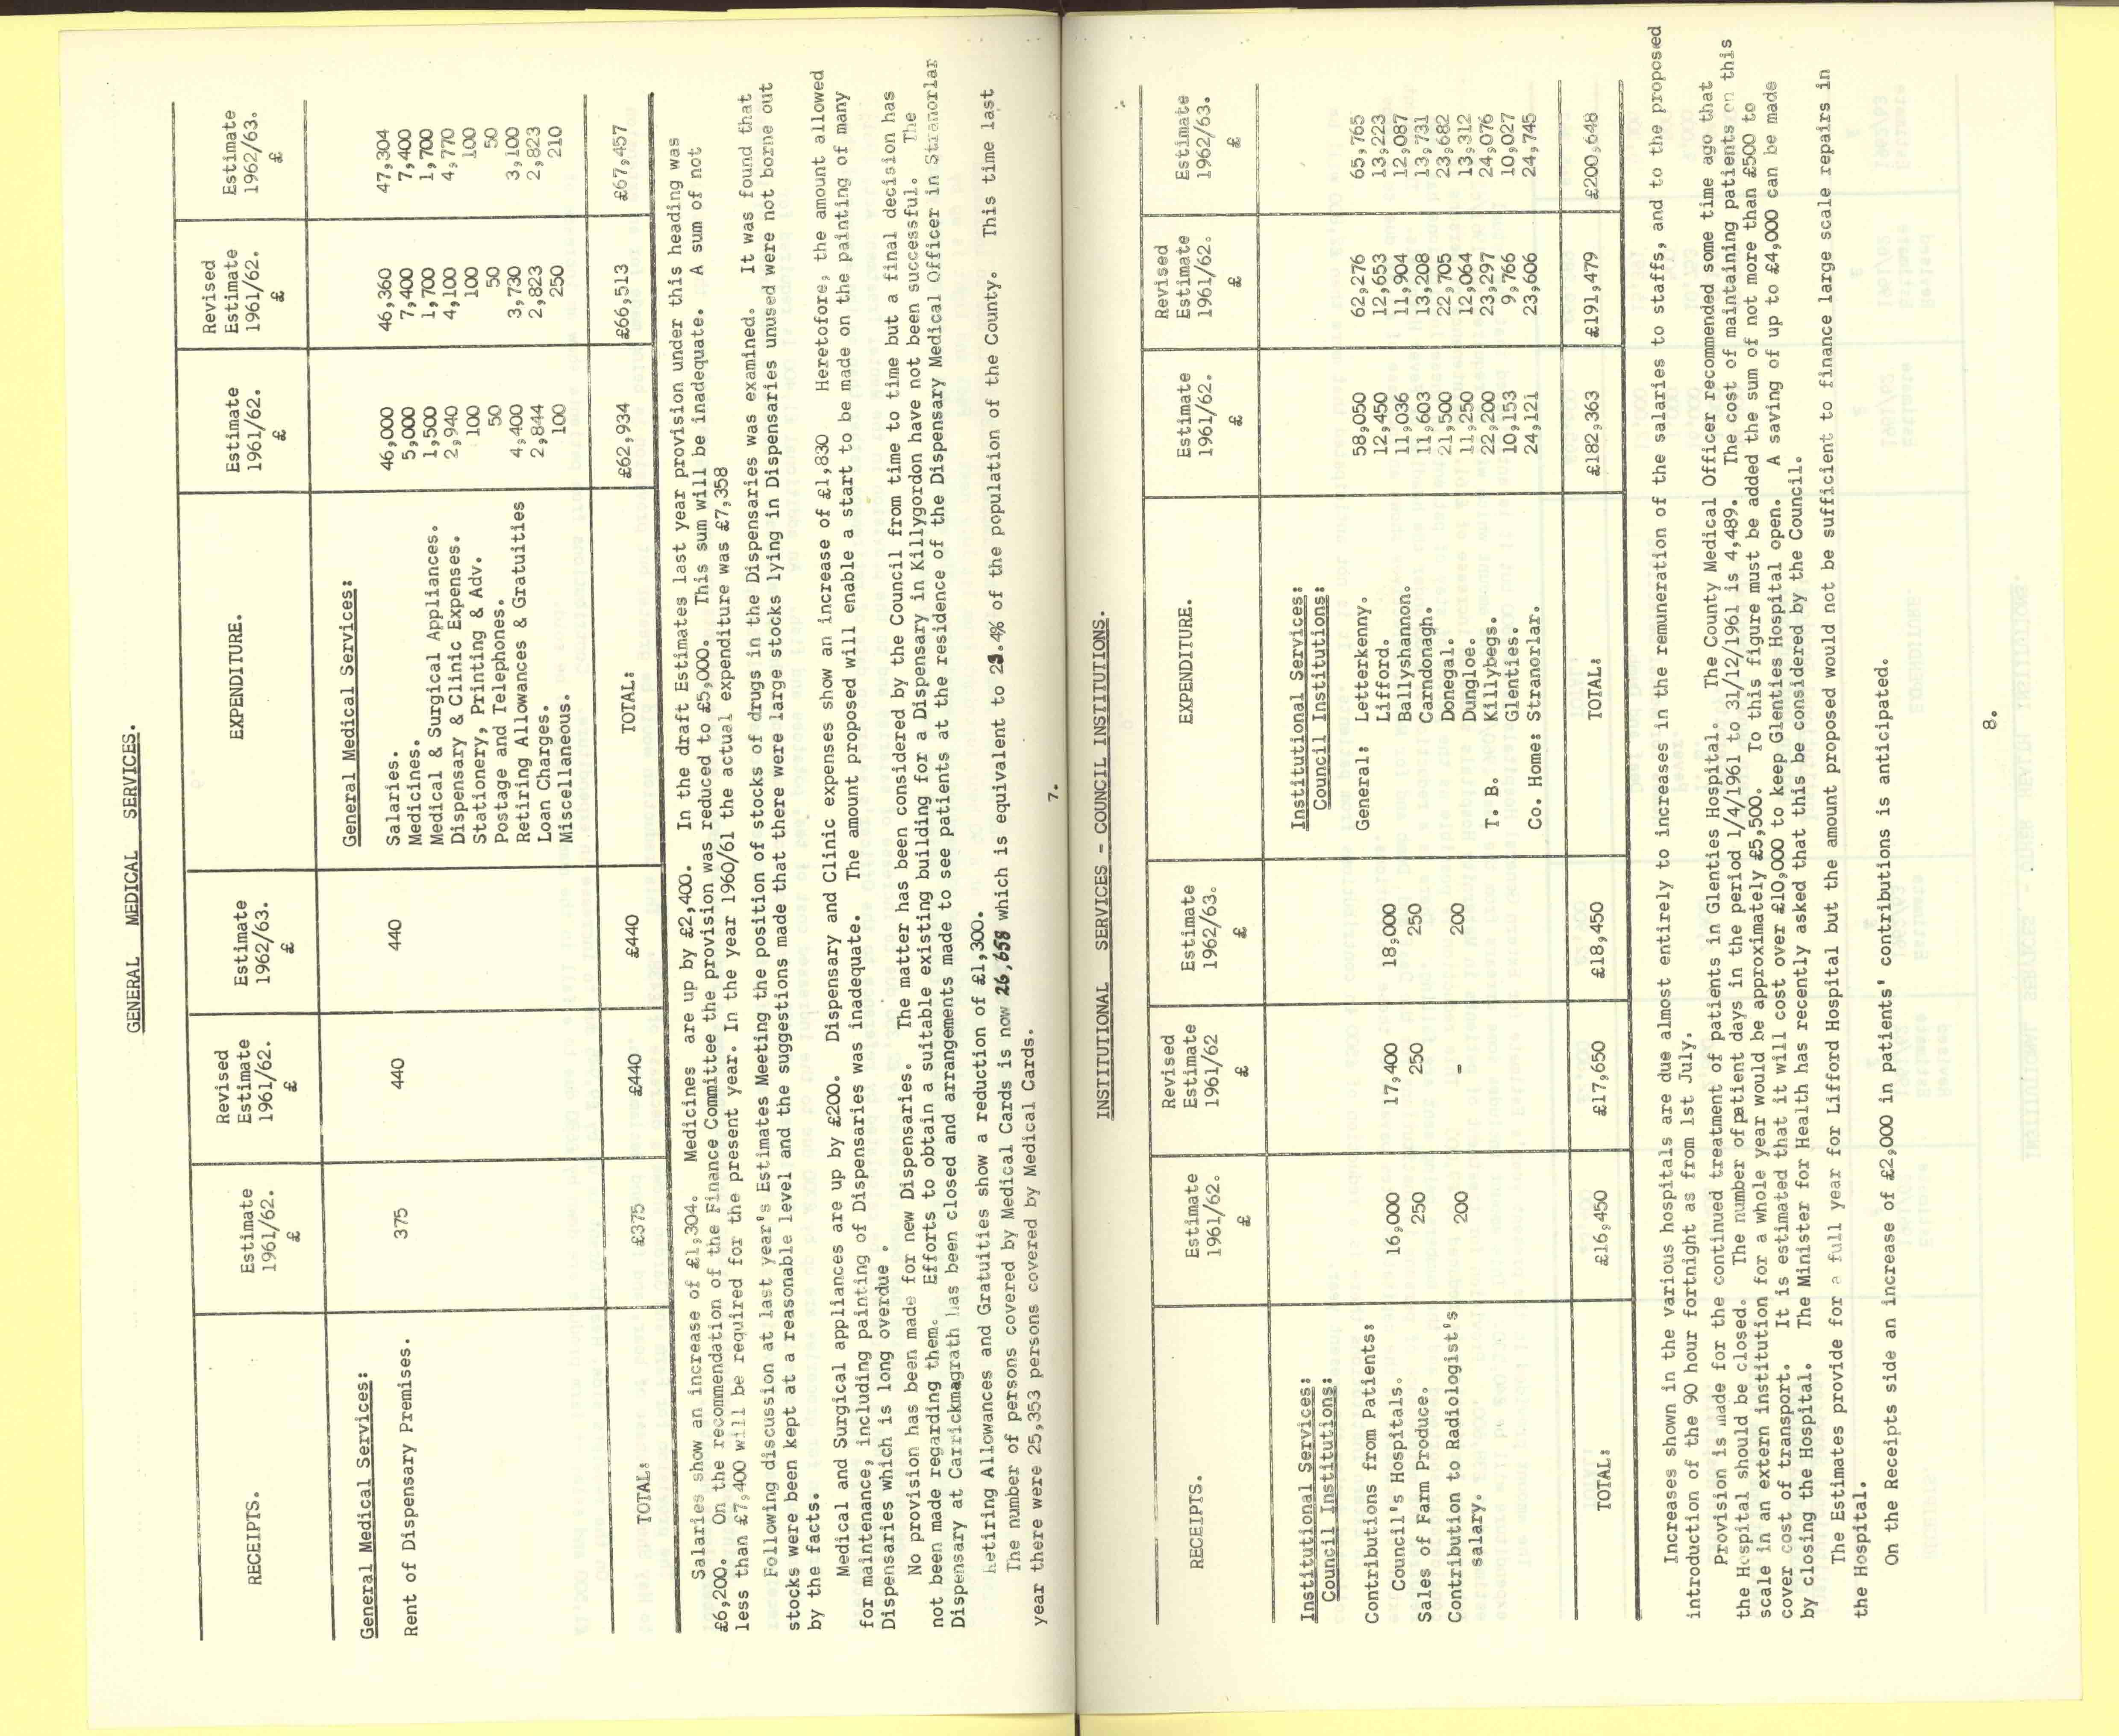 GENERAL MEDICAL SERVICES.
RECEIPTS. Estimate 1961/62. £ Revised Estimate 1961/62. £ Estimate 1962/63. £ EXPENDITURE. Estimate 1961/62. £ Revised Estimate 1961/62. £ Estimate 1962/63. £
General Medical Services: General Medical Services:
Rent of Dispensary Premises. 375 440 440 Salaries. 46,000 46,360 47,304
Medicines. 5,000 7,400 7,400
Medical & Surgical Appliances. 1,500 1,700 1,700
Dispensary & Clinic Expenses. 2,940 4,100 4,770
Stationery, Printing & Adv. 100 100 100
Postage and Telephones. 50 50 50
Retiring Allowances & Gratuities 4,400 3,730 3,100
Loan Charges. 2,844 2,823 2,823
Miscellaneous. 100 250 210
TOTAL: £375 £440 £440 TOTAL: £62,934 £66,513 £67,457
Salaries show an increase of £1,304. Medicines are up by £2,400. In the draft Estimates last year provision under this heading was
£6,200. On the recommendation of the Finance Committee the provision was reduced to £5,000. This sum will be inadequate. A sum of not
less than £7,400 will be required for the present year. In the year 1960/61 the actual expenditure was £7,358
Following discussion at last year's Estimates Meeting the position of stocks of drugs in the Dispensaries was examined. It was found that
stocks were been kept at a reasonable level and the suggestions made that there were large stocks lying in Dispensaries unused were not borne out
by the facts.
Medical and Surgical appliances are up by £200. Dispensary and Clinic expenses show an increase of £1,830 Heretofore, the amount allowed
for maintenance, including painting of Dispensaries was inadequate. The amount proposed will enable a start to be made on the painting of many
Dispensaries which is long overdue .
No provision has been made for new Dispensaries. The matter has been considered by the Council from time to time but a final decision has
not been made regarding them. Efforts to obtain a suitable existing building for a Dispensary in Killygordon have not been successful. The
Dispensary at Carrickmagrath has been closed and arrangements made to see patients at the residence of the Dispensary Medical Officer in Stranorlar
Retiring Allowances and Gratuities show a reduction of £1,300.
The number of persons covered by Medical Cards is now 26,658 which is equivalent to 23.4% of the population of the County. This time last
year there were 25,353 persons covered by Medical Cards.
7.
INSTITUTIONAL SERVICES - COUNCIL INSTITUTIONS.
RECEIPTS. Estimate 1961/62. £ Revised Estimate 1961/62 £ Estimate 1962/63. £ EXPENDITURE. Estimate 1961/62. £ Revised Estimate 1961/62. £ Estimate 1962/63. £
Institutional Services: Institutional Services:
Council Institutions: Council Institutions:
Contributions from Patients: General: Letterkenny. 58,050 62,276 65,765
Lifford. 12,450 12,653 13,223
Council's Hospitals. 16,000 17,400 18,000 Ballyshannon. 11,036 11,904 12,087
Sales of Farm Produce. 250 250 250 Carndonagh. 11,603 13,208 13,731
Donegal. 21,500 22,705 23,682
Contribution to Radiologist's 200 - 200 Dungloe. 11,250 12,064 13,312
salary. T. B. Killybegs. 22,200 23,297 24,076
Glenties. 10,153 9,766 10,027
Co. Home: Stranorlar. 24,121 23,606 24,745
TOTAL: £16,450 £17,650 £18,450 TOTAL: £182,363 £191,479 £200,648
Increases shown in the various hospitals are due almost entirely to increases in the remuneration of the salaries to staffs, and to the proposed
introduction of the 90 hour fortnight as from 1st July.
Provision is made for the continued treatment of patients in Glenties Hospital. The County Medical Officer recommended some time ago that
the Hospital should be closed. The number of patient days in the period 1/4/1961 to 31/12/1961 is 4,489. The cost of maintaining patients on this
scale in an extern institution for a whole year would be approximately £5,500. To this figure must be added the sum of not more than £500 to
cover cost of transport. It is estimated that it will cost over £10,000 to keep Glenties Hospital open. A saving of up to £4,000 can be made
by closing the Hospital. The Minister for Health has recently asked that this be considered by the Council.
The Estimates provide for a full year for Lifford Hospital but the amount proposed would not be sufficient to finance large scale repairs in
the Hospital.
On the Receipts side an increase of £2,000 in patients' contributions is anticipated.
8.